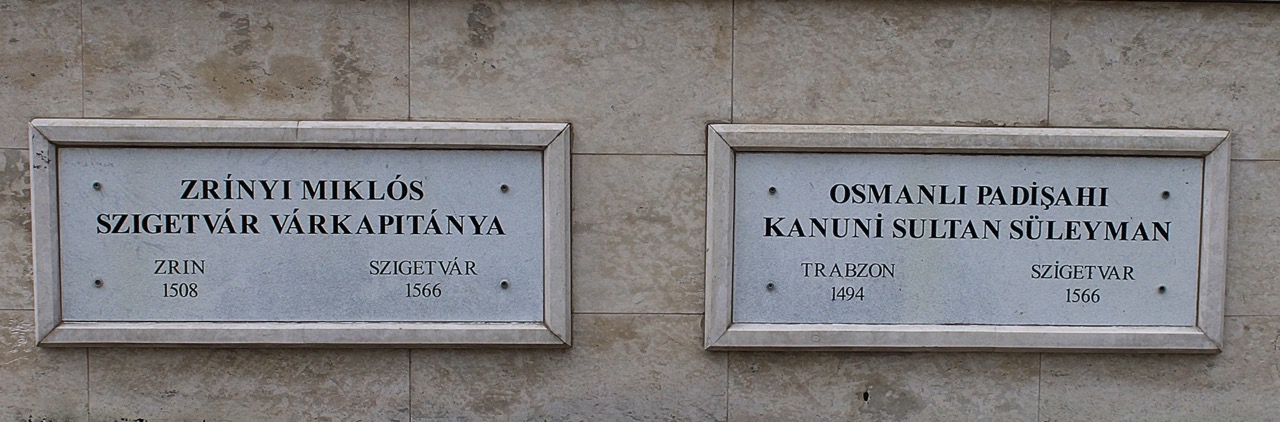 ZRÍNYI MIKLÓS
SZIGETVÁR VÁRKAPITÁNYA
ZRIN SZIGETVÁR
1508 1566
OSMANLI PADİŞAHI
KANUNİ SULTAN SÜLEYMAN
TRABZON SZİGETVAR
1494 1566